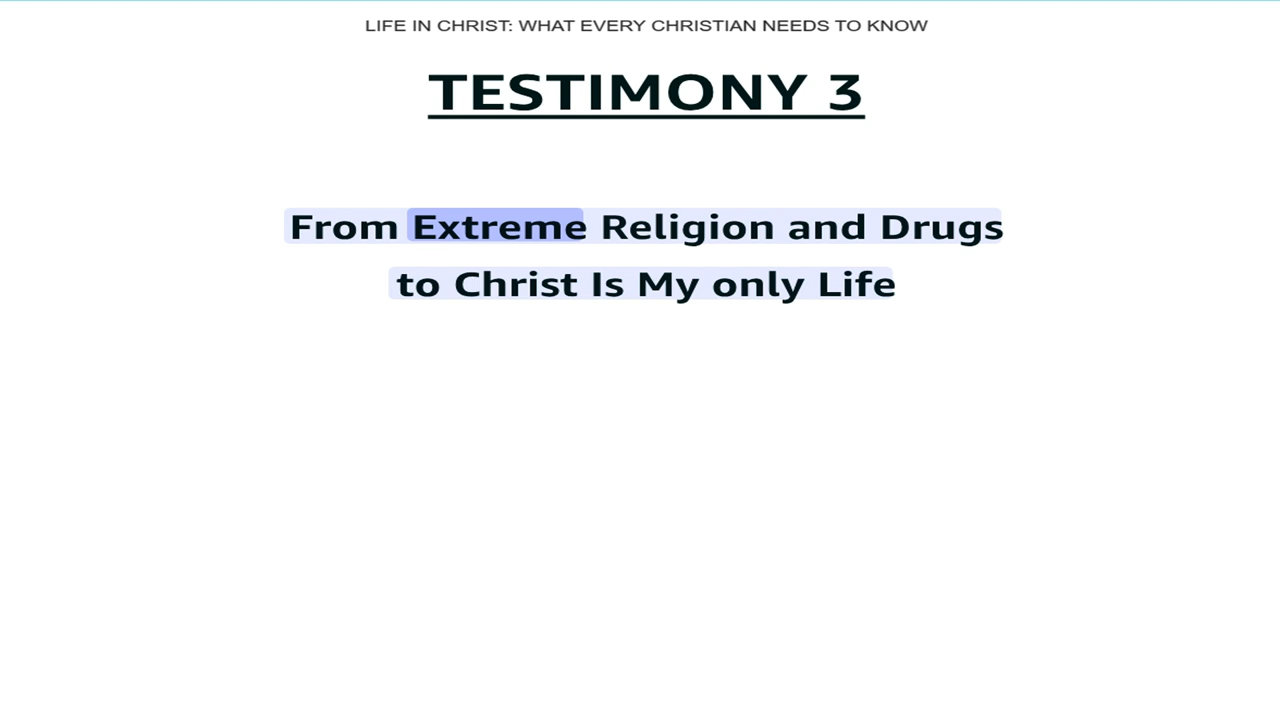 LIFE IN CHRIST: WHAT EVERY CHRISTIAN NEEDS TO KNOW
TESTIMONY 3
From Extreme Religion and Drugs
to Christ Is My only Life